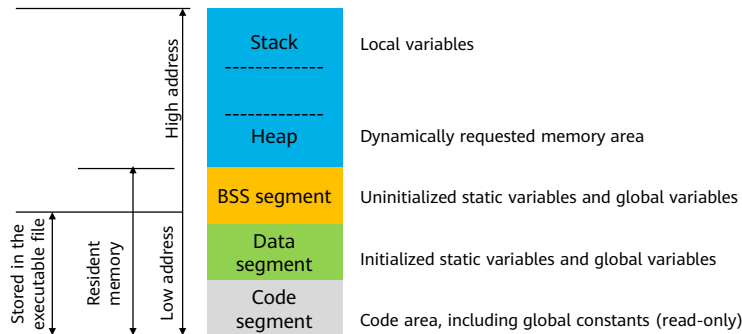 Stack
Local variables
High address
Heap
Dynamically requested memory area
BSS segment
Uninitialized static variables and global variables
Stored in the
executable file
Resident
memory
Low address
Data
segment
Initialized static variables and global variables
Code
segment
Code area, including global constants (read-only)